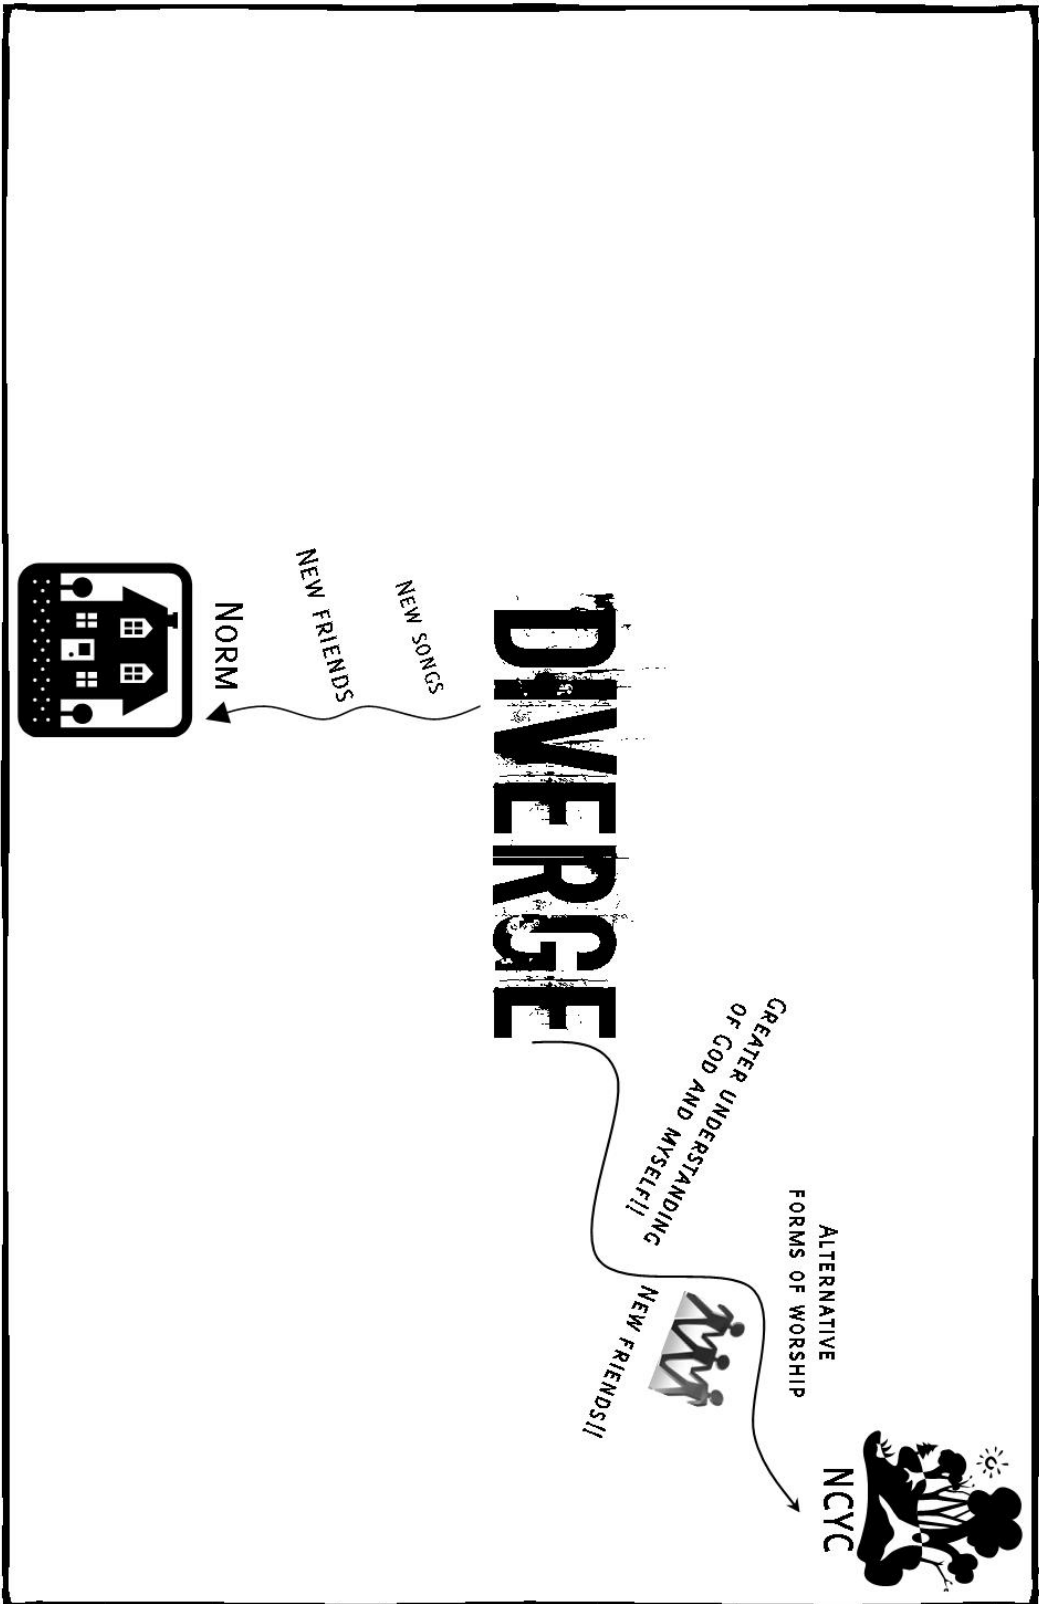 GREATER UNDERSTANDING
OF GOD AND MYSELF!!
ALTERNATIVE
FORMS OF WORSHIP
NCYC
NEW FRIENDS!!
DIVERGE
NEW SONGS
NEW FRIENDS
NORM